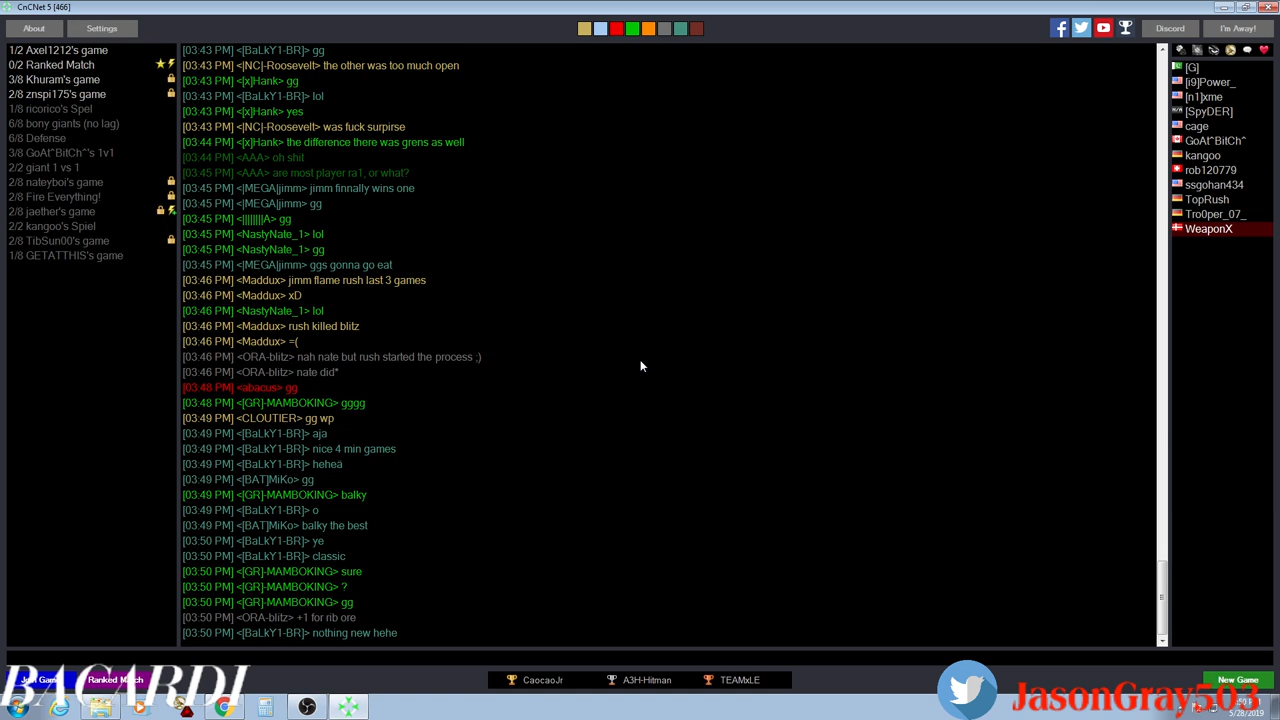 CnCNet 5 [466]
About
Settings
Discord
I'm Away!
1/2 Axel1212's game
0/2 Ranked Match
3/8 Khuram's game
2/8 znspi175's game
1/8 ricorico's Spel
6/8 bony giants (no lag)
6/8 Defense
3/8 GoAt^BitCh^'s 1v1
2/2 giant 1 vs 1
2/8 nateyboi's game
2/8 Fire Everything!
2/8 jaether's game
2/2 kangoo's Spiel
2/8 TibSun00's game
1/8 GETATTHIS's game
[03:43 PM] <[BaLkY1-BR]> gg
[03:43 PM] <|NC|-Roosevelt> the other was too much open
[03:43 PM] <[x]Hank> gg
[03:43 PM] <[BaLkY1-BR]> lol
[03:43 PM] <[x]Hank> yes
[03:43 PM] <|NC|-Roosevelt> was fuck surpirse
[03:44 PM] <[x]Hank> the difference there was grens as well
[03:44 PM] <AAA> oh shit
[03:45 PM] <AAA> are most player ra1, or what?
[03:45 PM] <|MEGA|jimm> jimm finnally wins one
[03:45 PM] <|MEGA|jimm> gg
[03:45 PM] <||||||||A> gg
[03:45 PM] <NastyNate_1> lol
[03:45 PM] <NastyNate_1> gg
[03:45 PM] <|MEGA|jimm> ggs gonna go eat
[03:46 PM] <Maddux> jimm flame rush last 3 games
[03:46 PM] <Maddux> xD
[03:46 PM] <NastyNate_1> lol
[03:46 PM] <Maddux> rush killed blitz
[03:46 PM] <Maddux> =(
[03:46 PM] <ORA-blitz> nah nate but rush started the process ;)
[03:46 PM] <ORA-blitz> nate did*
[03:48 PM] <abacus> gg
[03:48 PM] <[GR]-MAMBOKING> gggg
[03:49 PM] <CLOUTIER> gg wp
[03:49 PM] <[BaLkY1-BR]> aja
[03:49 PM] <[BaLkY1-BR]> nice 4 min games
[03:49 PM] <[BaLkY1-BR]> heheä
[03:49 PM] <[BAT]MiKo> gg
[03:49 PM] <[GR]-MAMBOKING> balky
[03:49 PM] <[BaLkY1-BR]> o
[03:49 PM] <[BAT]MiKo> balky the best
[03:50 PM] <[BaLkY1-BR]> ye
[03:50 PM] <[BaLkY1-BR]> classic
[03:50 PM] <[GR]-MAMBOKING> sure
[03:50 PM] <[GR]-MAMBOKING> ?
[03:50 PM] <[GR]-MAMBOKING> gg
[03:50 PM] <ORA-blitz> +1 for rib ore
[03:50 PM] <[BaLkY1-BR]> nothing new hehe
[G]
[i9]Power_
[n1]xme
[SpyDER]
cage
GoAt^BitCh^
kangoo
rob120779
ssgohan434
TopRush
Tro0per_07_
WeaponX
CaocaoJr
A3H-Hitman
TEAMxLE
New Game
BACARDI
JasonGray503
5/28/2019